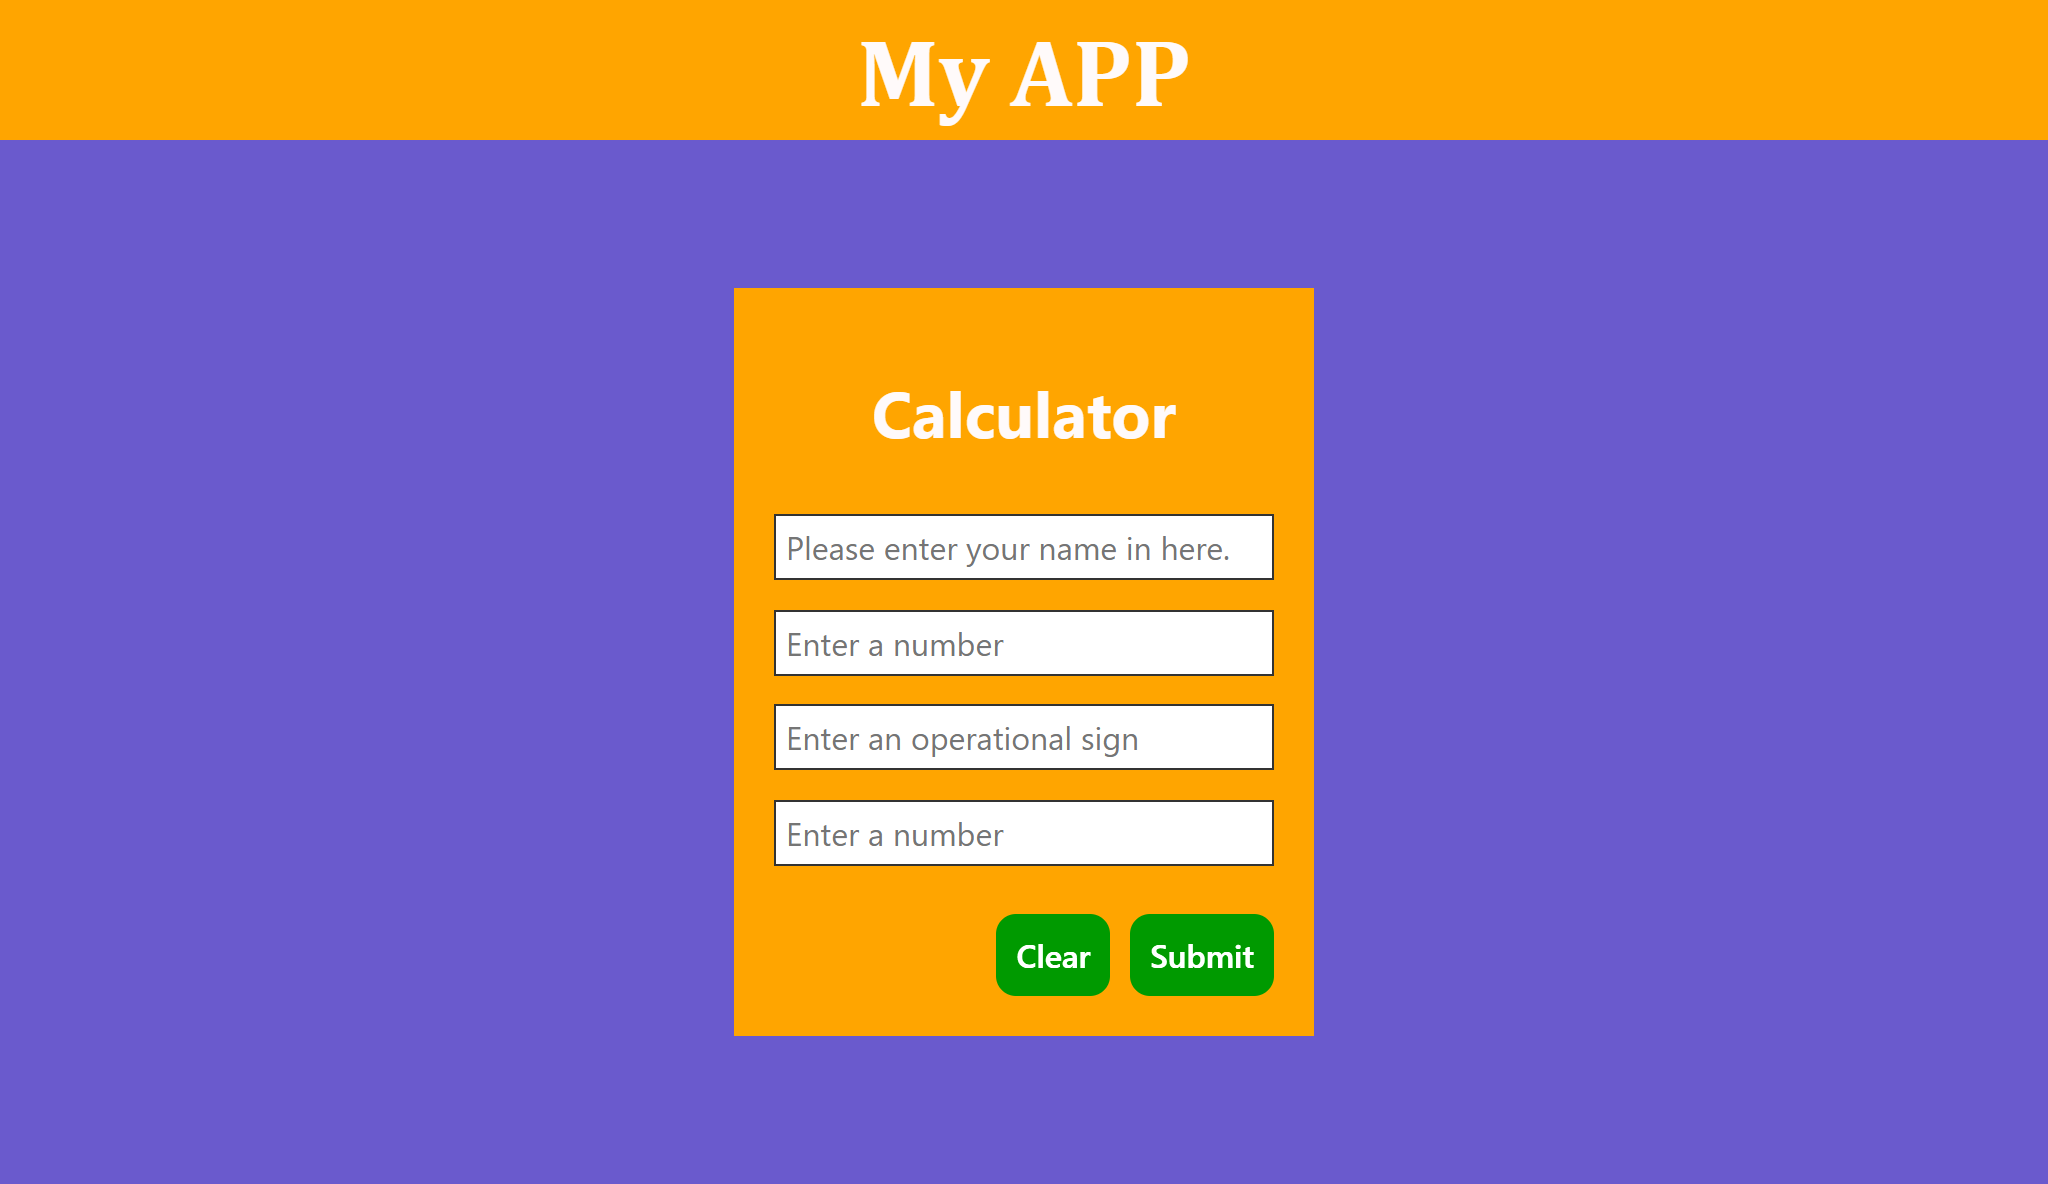 My APP
Calculator
Please enter your name in here.
Enter a number
Enter an operational sign
Enter a number
Clear Submit